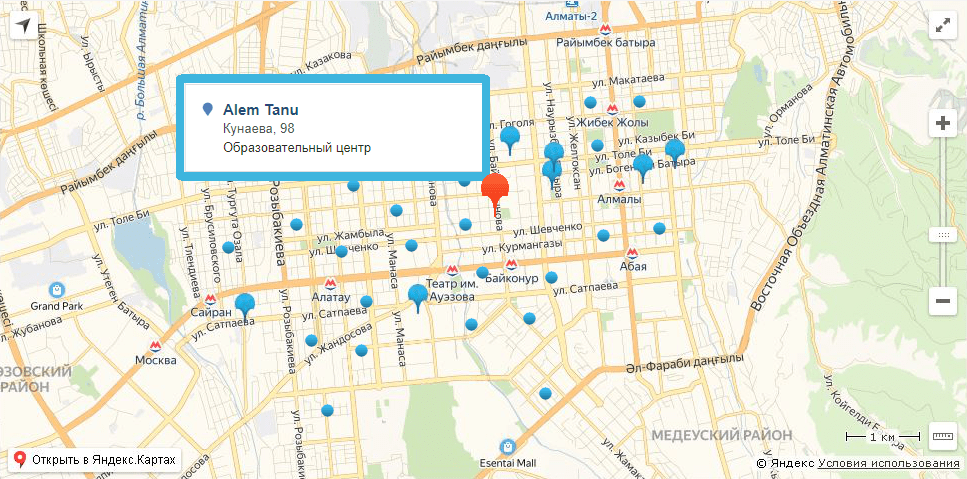 Алматы-2
Райымбек батыра
Школьная көшесі
ул. Ырысты
р. Большая Алматинка
ул. Казакова
Райымбек даңғылы
ул. Макатаева
ул. Орманова
Восточная Объездная Алматинская Автомобильная
Alem Tanu
Кунаева, 98
Образовательный центр
ул. Гоголя
ул. Наурызбай Батыра
ул. Желтоксан
Жибек Жолы
ул. Казыбек Би
ул. Толе Би
ул. Богенбай Батыра
Райымбек даңғылы
Алмалы
ул. Толе Би
ул. Брусиловского
ул. Тургута Озала
Розыбакиева
ул. Жамбыла
ул. Шевченко
ул. Шевченко
ул. Курмангазы
ул. Тлендиева
ул. Утеген Батыра
ул. Манаса
Театр им.
Ауэзова
Байконур
Абая
Grand Park
Сайран
Алатау
ул. Сатпаева
ул. Сатпаева
ул. Сатпаева
ул. Жубанова
Москва
ул. Розыбакиева
ул. Жандосова
ул. Манаса
Әл-Фараби даңғылы
РАЙОН
ул. Розыбакиева
ул. Жандосова
МЕДЕУСКИЙ РАЙОН
1 км
Esentai Mall
Открыть в Яндекс.Картах
© Яндекс Условия использования